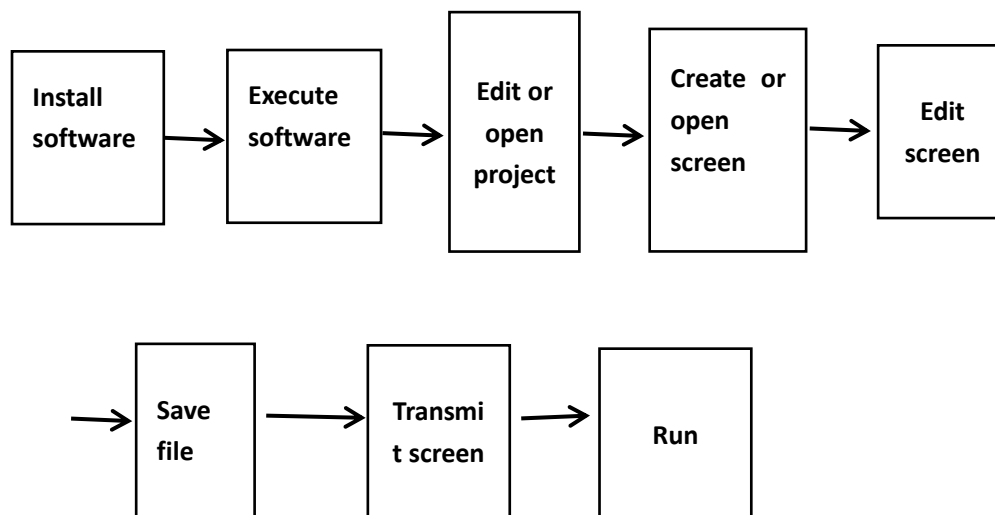 Install
software
Execute
software
Edit or
open
project
Create or
open
screen
Edit
screen
Save
file
Transmi
t screen
Run